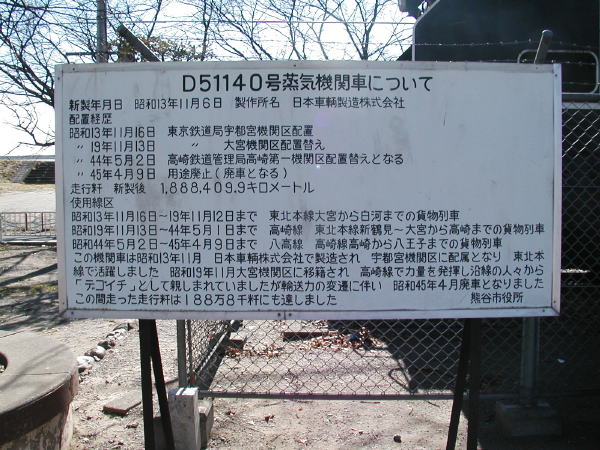 D51140号蒸気機関車について
新製年月日 昭和13年11月6日 製作所名 日本車輌製造株式会社
配置経歴
昭和13年11月16日 東京鉄道局宇都宮機関区配置
〃 19年11月13日 〃 大宮機関区配置替え
〃 44年5月2日 高崎鉄道管理局高崎第一機関区配置替えとなる
〃 45年4月9日 用途廃止(廃車となる)
走行粁 新製後 1,888,409.9キロメートル
使用線区
昭和13年11月16日〜19年11月12日まで 東北本線大宮から白河までの貨物列車
昭和19年11月13日〜44年5月1日まで 高崎線 東北本線新鶴見〜大宮から高崎までの貨物列車
昭和44年5月2日〜45年4月9日まで 八高線 高崎線高崎から八王子までの貨物列車
この機関車は昭和13年11月 日本車輌株式会社で製造され 宇都宮機関区に配属となり 東北本
線で活躍しました 昭和19年11月大宮機関区に移籍され 高崎線で力量を発揮し沿線の人々から
「デゴイチ」として親しまれていましたが輸送力の変遷に伴い 昭和45年4月廃車となりました
この間走った走行粁は188万8千粁にも達しました 熊谷市役所